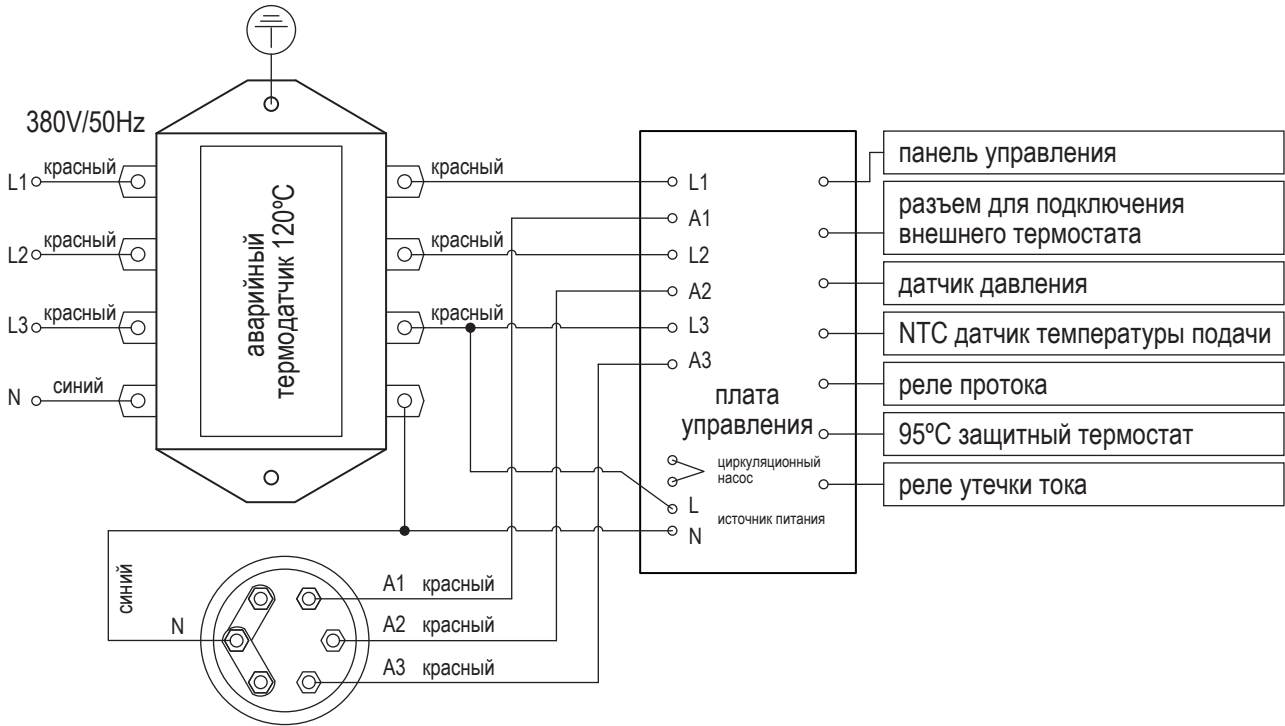 380V/50Hz
L1 красный
L2 красный
L3 красный
N синий
аварийный
термодатчик 120ºC
красный
красный
красный
L1
A1
L2
A2
L3
A3
плата
управления
циркуляционный
насос
L
источник питания
N
панель управления
разъем для подключения
внешнего термостата
датчик давления
NTC датчик температуры подачи
реле протока
95ºC защитный термостат
реле утечки тока
синий
N
A1 красный
A2 красный
A3 красный